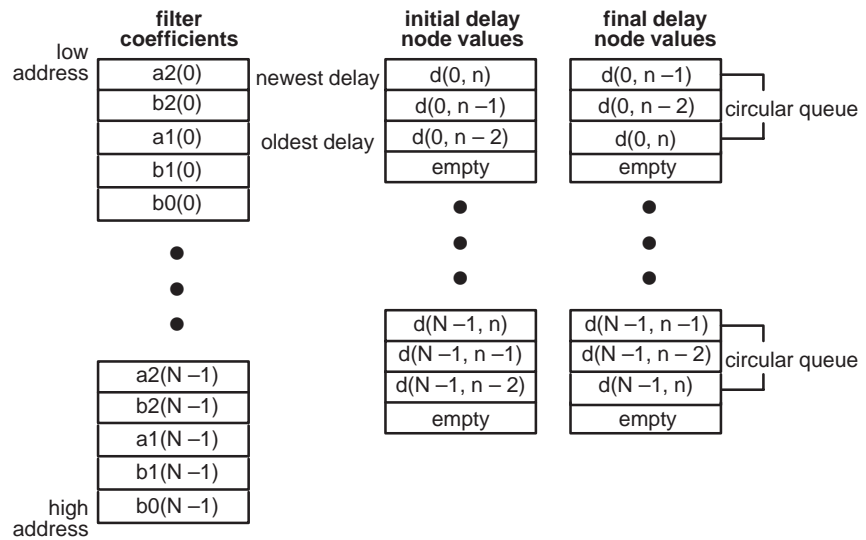 filter
coefficients
initial delay
node values
final delay
node values
low
address
a2(0)
b2(0)
a1(0)
b1(0)
b0(0)
newest delay
oldest delay
d(0, n)
d(0, n –1)
d(0, n – 2)
empty
d(0, n –1)
d(0, n – 2)
d(0, n)
empty
circular queue
a2(N –1)
b2(N –1)
a1(N –1)
b1(N –1)
b0(N –1)
high
address
d(N –1, n)
d(N –1, n –1)
d(N –1, n – 2)
empty
d(N –1, n –1)
d(N –1, n – 2)
d(N –1, n)
empty
circular queue